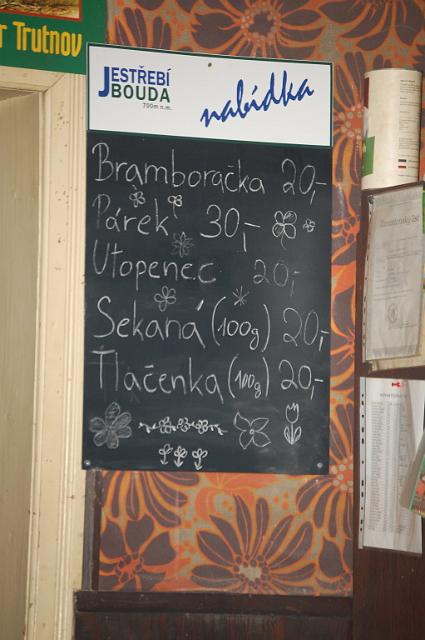 r Trutnov
JESTŘEBÍ
BOUDA
700m n.m.
nabídka
Bramboračka 20,-
Párek 30,-
Utopenec 20,-
Sekaná (100g) 20,-
Tlačenka (100g) 20,-